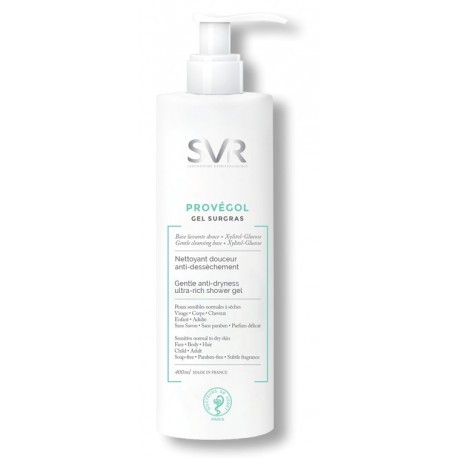 SVR
PROVÉGOL
GEL SURGRAS
Base lavante douce + Xylitol-Glucose
Gentle cleansing base + Xylitol-Glucose
Nettoyant douceur
anti-dessèchement
Gentle anti-dryness
ultra-rich shower gel
Peaux sensibles normales à sèches
Visage • Corps • Cheveux
Enfant • Adulte
Sans Savon • Sans paraben • Parfum délicat
Sensitive normal to dry skin
Face • Body • Hair
Child • Adult
Soap-free • Paraben-free • Subtle fragrance
400ml MADE IN FRANCE